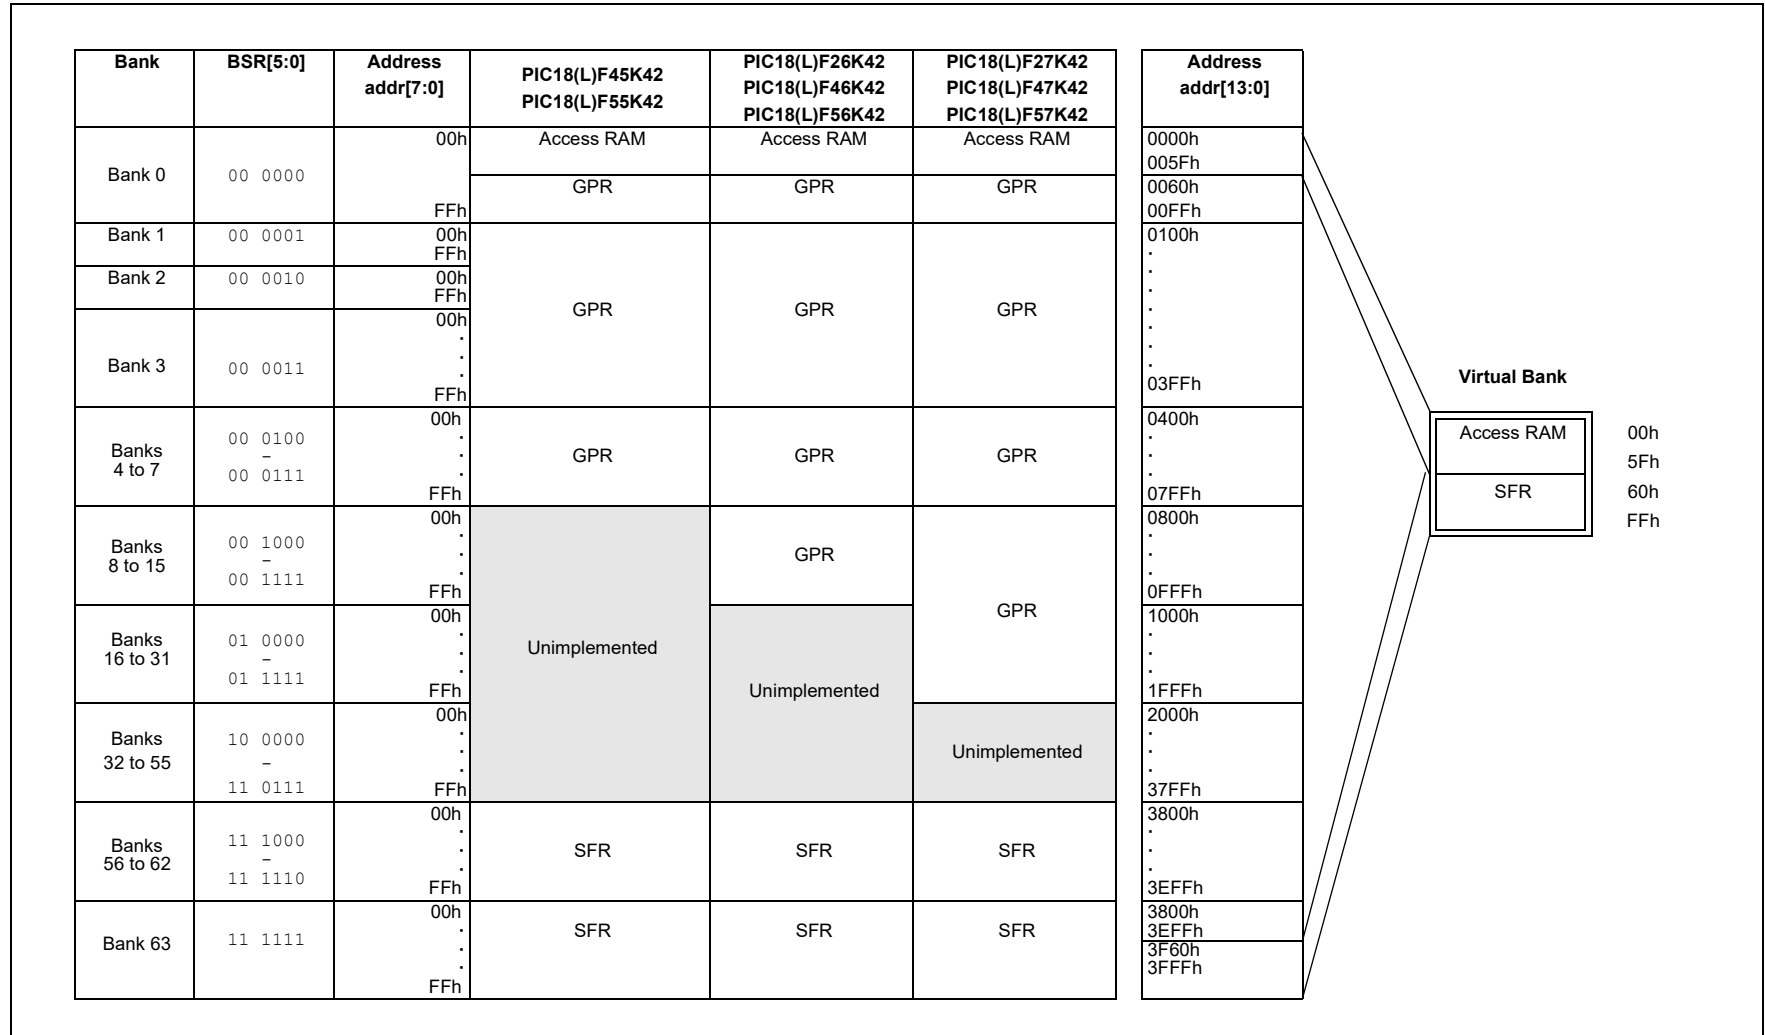 Bank BSR[5:0] Address addr[7:0] PIC18(L)F45K42 PIC18(L)F55K42 PIC18(L)F26K42 PIC18(L)F46K42 PIC18(L)F56K42 PIC18(L)F27K42 PIC18(L)F47K42 PIC18(L)F57K42 Address addr[13:0]
Bank 0 00 0000 00h Access RAM Access RAM Access RAM 0000h
005Fh
GPR GPR GPR 0060h
FFh 00FFh
Bank 1 00 0001 00h 0100h
FFh .
Bank 2 00 0010 00h .
FFh .
00h .
. GPR GPR GPR .
Bank 3 00 0011 . .
.
FFh 03FFh
Banks 4 to 7 00 0100 – 00 0111 00h GPR GPR GPR 0400h
. .
. .
. .
FFh 07FFh
Banks 8 to 15 00 1000 – 00 1111 00h Unimplemented GPR GPR 0800h
. .
. .
. .
FFh 0FFFh
Banks 16 to 31 01 0000 – 01 1111 00h Unimplemented 1000h
. .
. .
. .
FFh 1FFFh
Banks 32 to 55 10 0000 – 11 0111 00h Unimplemented 2000h
. .
. .
. .
FFh 37FFh
Banks 56 to 62 11 1000 – 11 1110 00h SFR SFR SFR 3800h
. .
. .
. .
FFh 3EFFh
Bank 63 11 1111 00h SFR SFR SFR 3800h
. 3EFFh
. 3F60h
. 3FFFh
FFh
Virtual Bank
Access RAM 00h
5Fh
SFR 60h
FFh